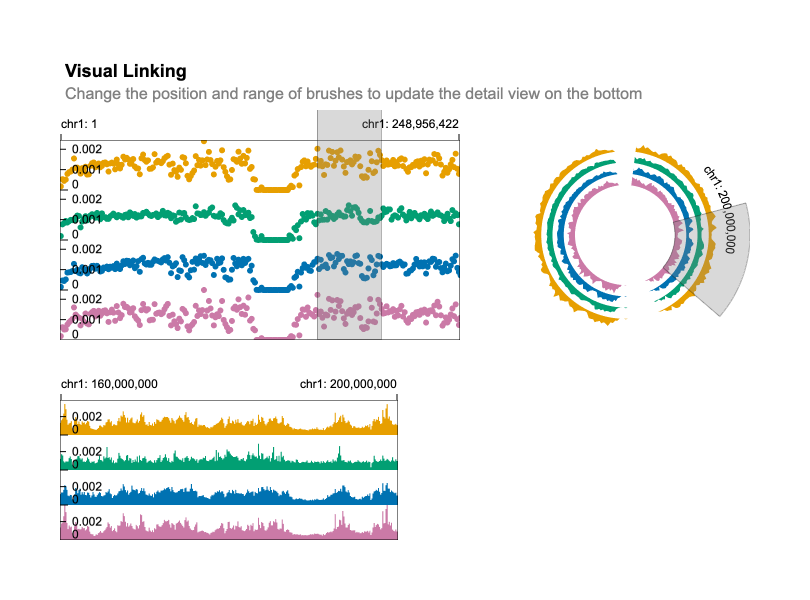 Visual Linking
Change the position and range of brushes to update the detail view on the bottom
chr1: 1
chr1: 248,956,422
0.002
0.001
0
0.002
0.001
0
0.002
0.001
0
0.002
0.001
0
chr1: 200,000,000
chr1: 160,000,000
chr1: 200,000,000
0.002
0
0.002
0
0.002
0
0.002
0